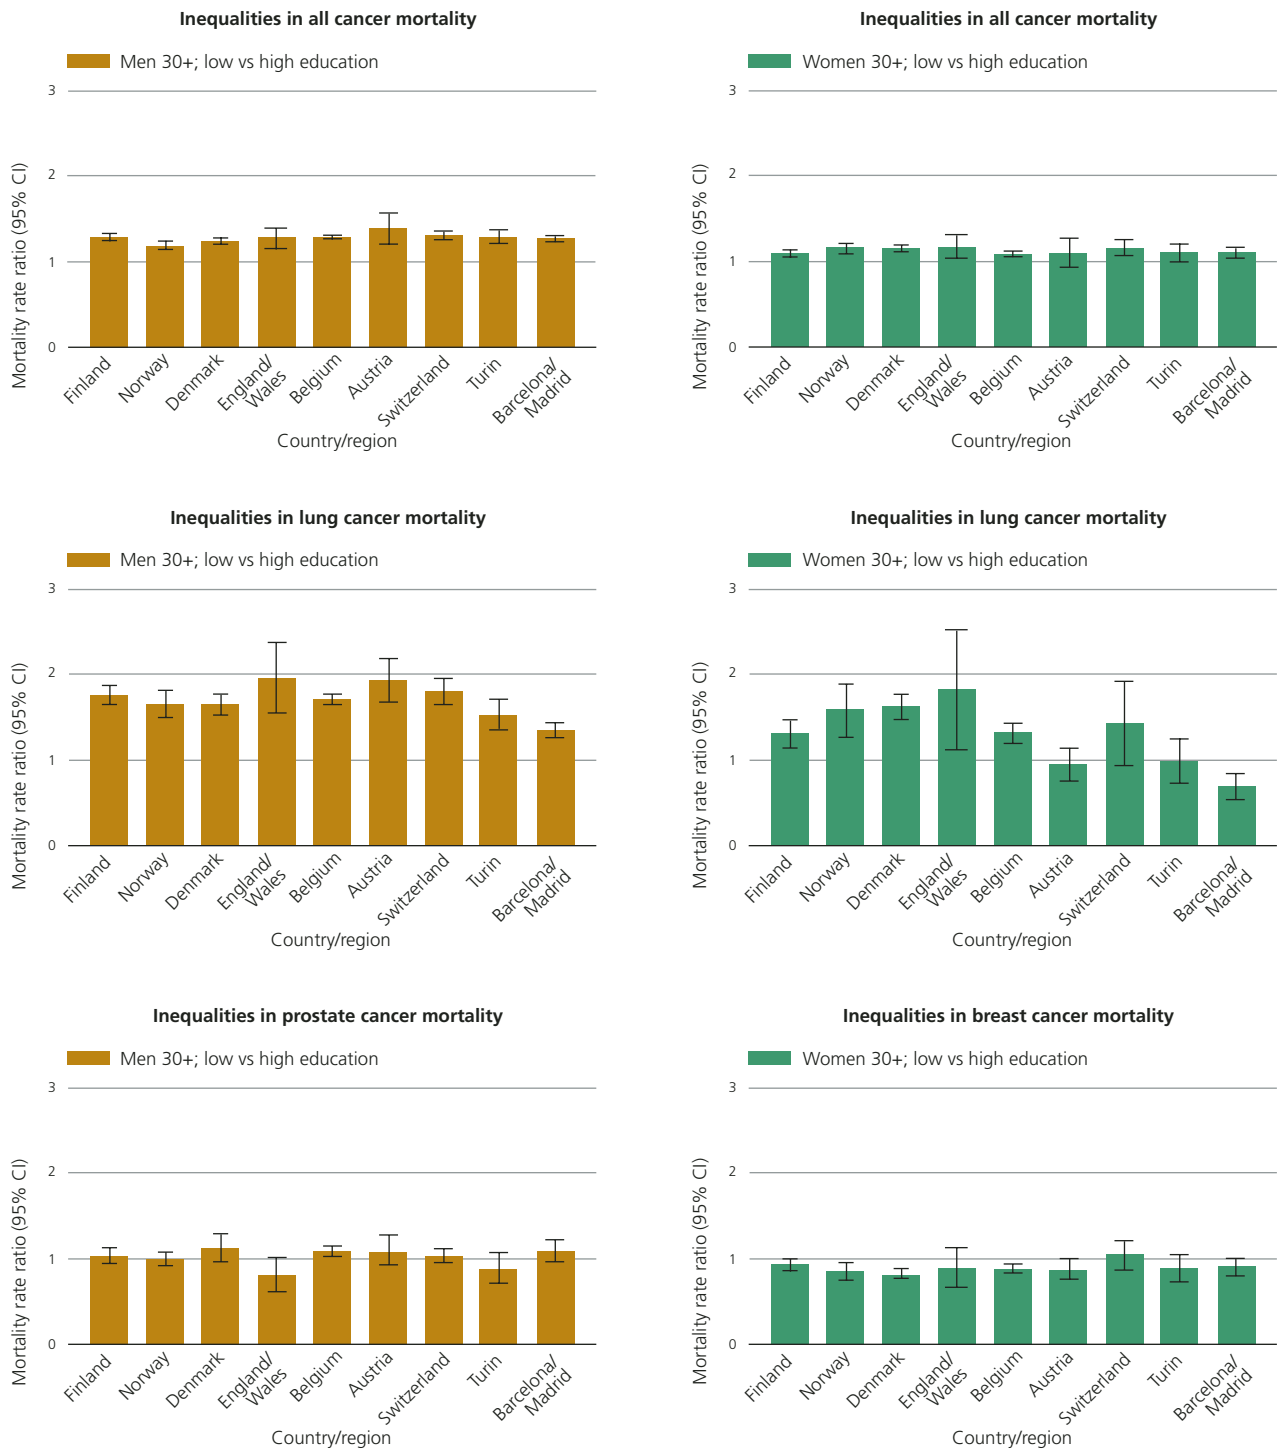 Inequalities in all cancer mortality
Men 30+; low vs high education
Mortality rate ratio (95% CI)
3
2
1
0
Finland
Norway
Denmark
England/
Wales
Belgium
Austria
Switzerland
Turin
Barcelona/
Madrid
Country/region
Inequalities in all cancer mortality
Women 30+; low vs high education
Mortality rate ratio (95% CI)
3
2
1
0
Finland
Norway
Denmark
England/
Wales
Belgium
Austria
Switzerland
Turin
Barcelona/
Madrid
Country/region
Inequalities in lung cancer mortality
Men 30+; low vs high education
Mortality rate ratio (95% CI)
3
2
1
0
Finland
Norway
Denmark
England/
Wales
Belgium
Austria
Switzerland
Turin
Barcelona/
Madrid
Country/region
Inequalities in lung cancer mortality
Women 30+; low vs high education
Mortality rate ratio (95% CI)
3
2
1
0
Finland
Norway
Denmark
England/
Wales
Belgium
Austria
Switzerland
Turin
Barcelona/
Madrid
Country/region
Inequalities in prostate cancer mortality
Men 30+; low vs high education
Mortality rate ratio (95% CI)
3
2
1
0
Finland
Norway
Denmark
England/
Wales
Belgium
Austria
Switzerland
Turin
Barcelona/
Madrid
Country/region
Inequalities in breast cancer mortality
Women 30+; low vs high education
Mortality rate ratio (95% CI)
3
2
1
0
Finland
Norway
Denmark
England/
Wales
Belgium
Austria
Switzerland
Turin
Barcelona/
Madrid
Country/region